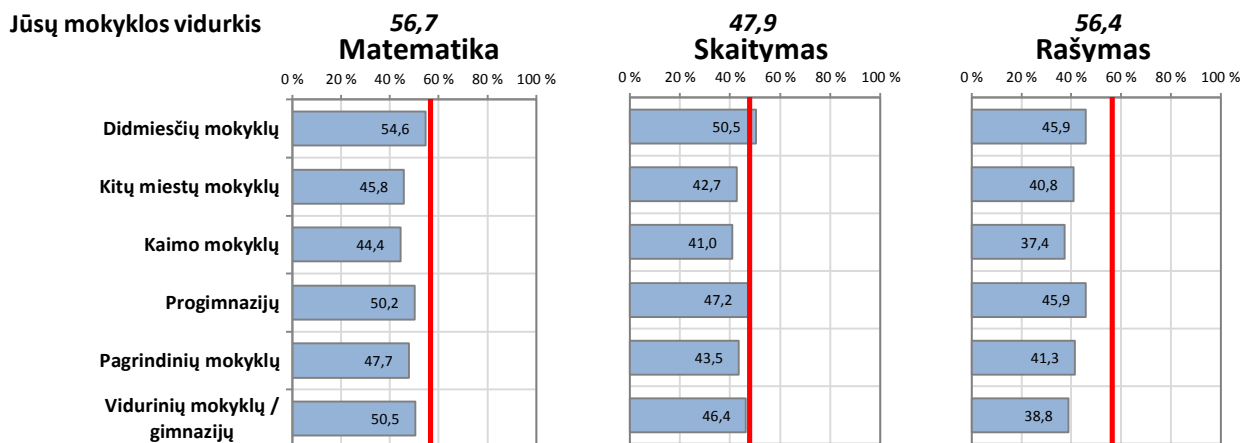 Jūsų mokyklos vidurkis 56,7 47,9 56,4
Matematika Skaitymas Rašymas
0 % 20 % 40 % 60 % 80 % 100 % 0 % 20 % 40 % 60 % 80 % 100 % 0 % 20 % 40 % 60 % 80 % 100 %
Didmiesčių mokyklų 54,6 50,5 45,9
Kitų miestų mokyklų 45,8 42,7 40,8
Kaimo mokyklų 44,4 41,0 37,4
Progimnazijų 50,2 47,2 45,9
Pagrindinių mokyklų 47,7 43,5 41,3
Vidurinių mokyklų /
gimnazijų 50,5 46,4 38,8